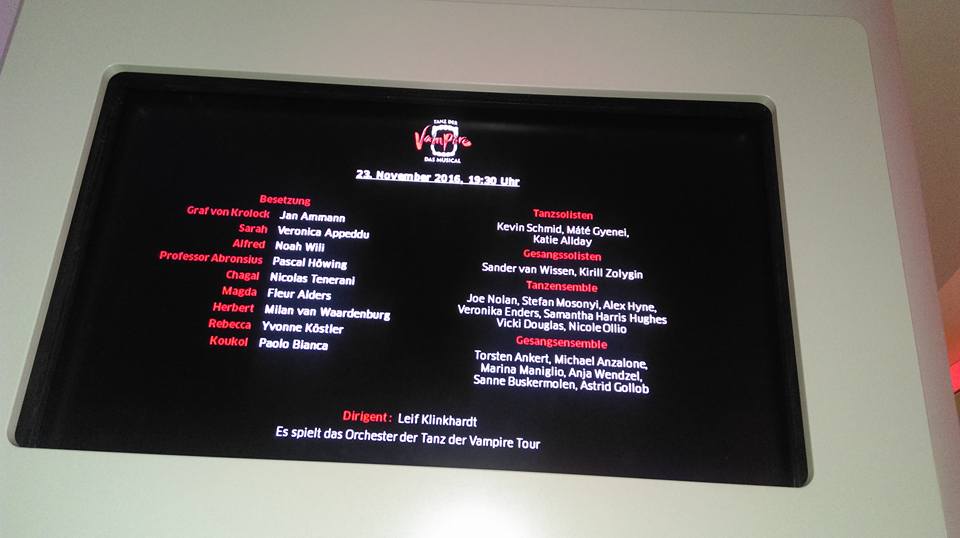 TANZ DER
Vampire
DAS MUSICAL
23. November 2016, 19:30 Uhr
Besetzung
Graf von Krolock Jan Ammann
Sarah Veronica Appeddu
Alfred Noah Wili
Professor Abronsius Pascal Höwing
Chagal Nicolas Tenerani
Magda Fleur Alders
Herbert Milan van Waardenburg
Rebecca Yvonne Köstler
Koukol Paolo Bianca
Tanzsolisten
Kevin Schmid, Máté Gyenei,
Katie Allday
Gesangssolisten
Sander van Wissen, Kirill Zolygin
Tanzensemble
Joe Nolan, Stefan Mosonyi, Alex Hyne,
Veronika Enders, Samantha Harris Hughes
Vicki Douglas, Nicole Ollio
Gesangsensemble
Torsten Ankert, Michael Anzalone,
Marina Maniglio, Anja Wendzel,
Sanne Buskermolen, Astrid Gollob
Dirigent: Leif Klinkhardt
Es spielt das Orchester der Tanz der Vampire Tour